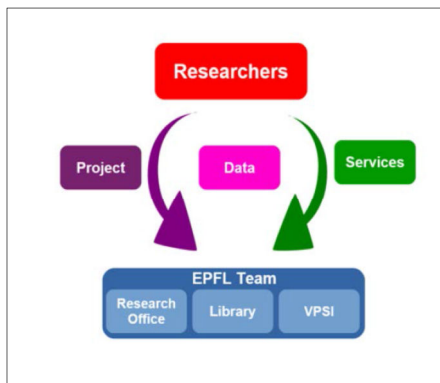 Researchers
Project
Data
Services
EPFL Team
Research
Office
Library
VPSI